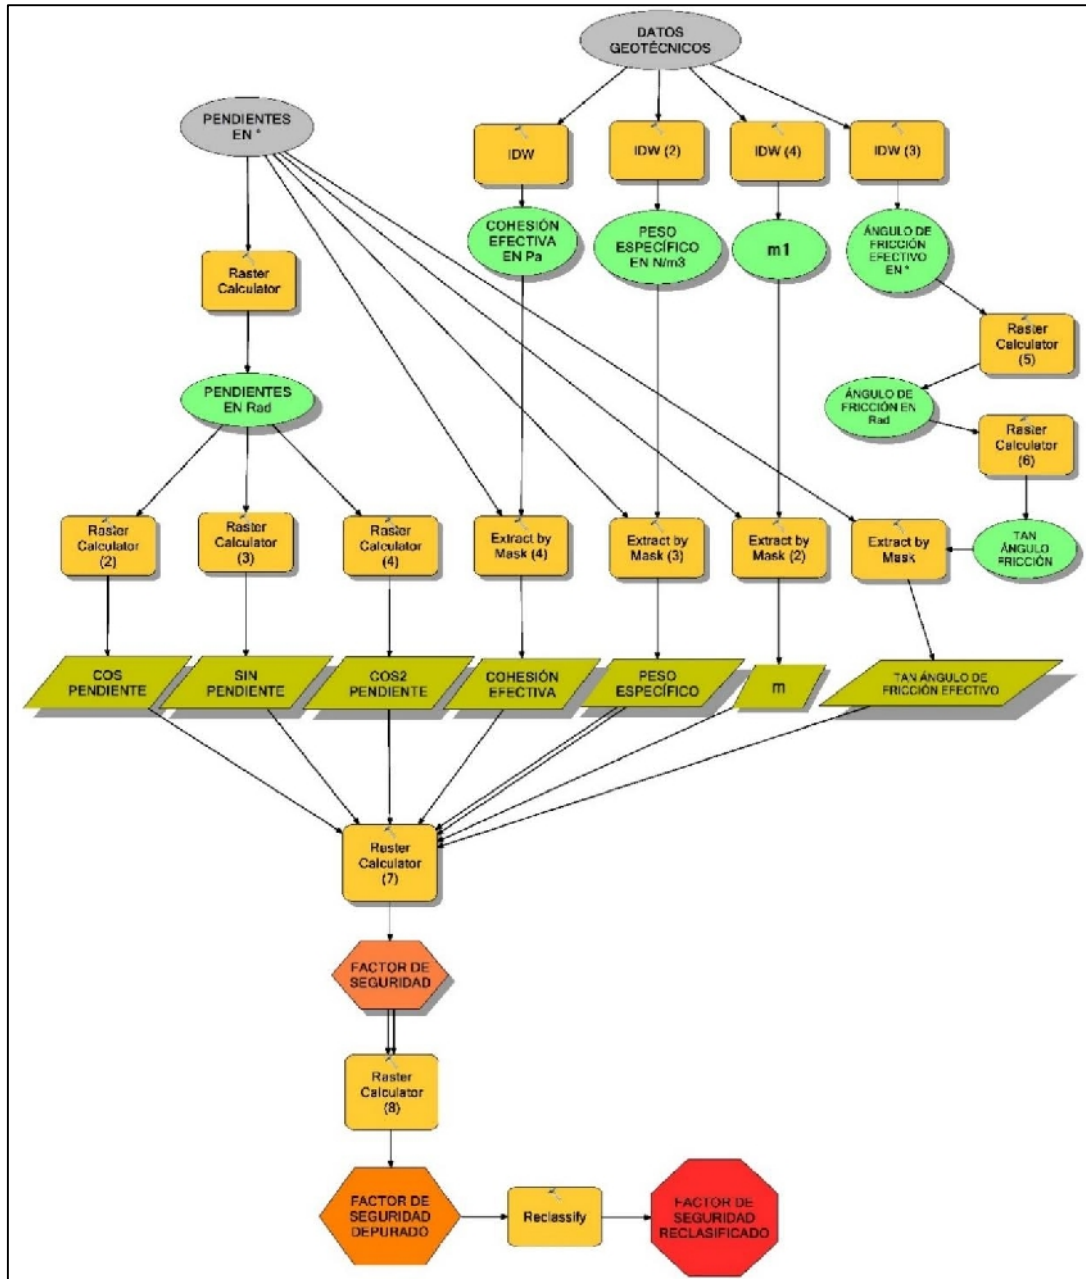 DATOS
GEOTÉCNICOS
PENDIENTES
EN °
IDW
IDW (2)
IDW (4)
IDW (3)
COHESIÓN
EFECTIVA
EN Pa
PESO
ESPECÍFICO
EN N/m3
m1
ÁNGULO DE
FRICCIÓN
EFECTIVO
EN °
Raster
Calculator
Raster
Calculator
(5)
PENDIENTES
EN Rad
ÁNGULO DE
FRICCIÓN EN
Rad
Raster
Calculator
(6)
Raster
Calculator
(2)
Raster
Calculator
(3)
Raster
Calculator
(4)
Extract by
Mask (4)
Extract by
Mask (3)
Extract by
Mask (2)
Extract by
Mask
TAN
ÁNGULO
FRICCIÓN
COS
PENDIENTE
SIN
PENDIENTE
COS2
PENDIENTE
COHESIÓN
EFECTIVA
PESO
ESPECÍFICO
m
TAN ÁNGULO DE
FRICCIÓN EFECTIVO
Raster
Calculator
(7)
FACTOR DE
SEGURIDAD
Raster
Calculator
(8)
FACTOR DE
SEGURIDAD
DEPURADO
Reclassify
FACTOR DE
SEGURIDAD
RECLASIFICADO